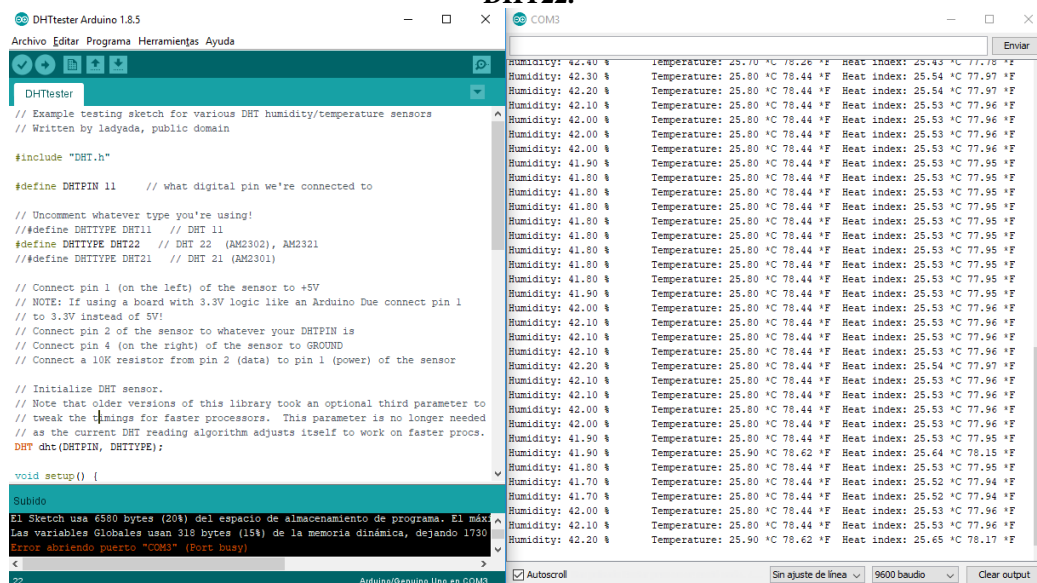 DHT22.
DHTtester Arduino 1.8.5
Archivo Editar Programa Herramientas Ayuda
DHTtester
// Example testing sketch for various DHT humidity/temperature sensors
// Written by ladyada, public domain
#include "DHT.h"
#define DHTPIN 11     // what digital pin we're connected to
// Uncomment whatever type you're using!
//#define DHTTYPE DHT11   // DHT 11
#define DHTTYPE DHT22   // DHT 22  (AM2302), AM2321
//#define DHTTYPE DHT21   // DHT 21 (AM2301)
// Connect pin 1 (on the left) of the sensor to +5V
// NOTE: If using a board with 3.3V logic like an Arduino Due connect pin 1
// to 3.3V instead of 5V!
// Connect pin 2 of the sensor to whatever your DHTPIN is
// Connect pin 4 (on the right) of the sensor to GROUND
// Connect a 10K resistor from pin 2 (data) to pin 1 (power) of the sensor
// Initialize DHT sensor.
// Note that older versions of this library took an optional third parameter to
// tweak the timings for faster processors.  This parameter is no longer needed
// as the current DHT reading algorithm adjusts itself to work on faster procs.
DHT dht(DHTPIN, DHTTYPE);
void setup() {
Subido
El Sketch usa 6580 bytes (20%) del espacio de almacenamiento de programa. El máxi
Las variables Globales usan 318 bytes (15%) de la memoria dinámica, dejando 1730
Error abriendo puerto "COM3" (Port busy)
22
Arduino/Genuino Uno en COM3
COM3
Enviar
Humidity: 42.40 % Temperature: 25.70 *C 78.26 *F Heat index: 25.43 *C 77.78 *F
Humidity: 42.30 % Temperature: 25.80 *C 78.44 *F Heat index: 25.54 *C 77.97 *F
Humidity: 42.20 % Temperature: 25.80 *C 78.44 *F Heat index: 25.54 *C 77.97 *F
Humidity: 42.10 % Temperature: 25.80 *C 78.44 *F Heat index: 25.53 *C 77.96 *F
Humidity: 42.00 % Temperature: 25.80 *C 78.44 *F Heat index: 25.53 *C 77.96 *F
Humidity: 42.00 % Temperature: 25.80 *C 78.44 *F Heat index: 25.53 *C 77.96 *F
Humidity: 42.00 % Temperature: 25.80 *C 78.44 *F Heat index: 25.53 *C 77.96 *F
Humidity: 41.90 % Temperature: 25.80 *C 78.44 *F Heat index: 25.53 *C 77.95 *F
Humidity: 41.80 % Temperature: 25.80 *C 78.44 *F Heat index: 25.53 *C 77.95 *F
Humidity: 41.80 % Temperature: 25.80 *C 78.44 *F Heat index: 25.53 *C 77.95 *F
Humidity: 41.80 % Temperature: 25.80 *C 78.44 *F Heat index: 25.53 *C 77.95 *F
Humidity: 41.80 % Temperature: 25.80 *C 78.44 *F Heat index: 25.53 *C 77.95 *F
Humidity: 41.80 % Temperature: 25.80 *C 78.44 *F Heat index: 25.53 *C 77.95 *F
Humidity: 41.80 % Temperature: 25.80 *C 78.44 *F Heat index: 25.53 *C 77.95 *F
Humidity: 41.80 % Temperature: 25.80 *C 78.44 *F Heat index: 25.53 *C 77.95 *F
Humidity: 41.80 % Temperature: 25.80 *C 78.44 *F Heat index: 25.53 *C 77.95 *F
Humidity: 41.90 % Temperature: 25.80 *C 78.44 *F Heat index: 25.53 *C 77.95 *F
Humidity: 42.00 % Temperature: 25.80 *C 78.44 *F Heat index: 25.53 *C 77.96 *F
Humidity: 42.10 % Temperature: 25.80 *C 78.44 *F Heat index: 25.53 *C 77.96 *F
Humidity: 42.10 % Temperature: 25.80 *C 78.44 *F Heat index: 25.53 *C 77.96 *F
Humidity: 42.10 % Temperature: 25.80 *C 78.44 *F Heat index: 25.53 *C 77.96 *F
Humidity: 42.20 % Temperature: 25.80 *C 78.44 *F Heat index: 25.54 *C 77.97 *F
Humidity: 42.10 % Temperature: 25.80 *C 78.44 *F Heat index: 25.53 *C 77.96 *F
Humidity: 42.10 % Temperature: 25.80 *C 78.44 *F Heat index: 25.53 *C 77.96 *F
Humidity: 42.00 % Temperature: 25.80 *C 78.44 *F Heat index: 25.53 *C 77.96 *F
Humidity: 42.00 % Temperature: 25.80 *C 78.44 *F Heat index: 25.53 *C 77.96 *F
Humidity: 41.90 % Temperature: 25.80 *C 78.44 *F Heat index: 25.53 *C 77.95 *F
Humidity: 41.90 % Temperature: 25.90 *C 78.62 *F Heat index: 25.64 *C 78.15 *F
Humidity: 41.80 % Temperature: 25.80 *C 78.44 *F Heat index: 25.53 *C 77.95 *F
Humidity: 41.70 % Temperature: 25.80 *C 78.44 *F Heat index: 25.52 *C 77.94 *F
Humidity: 41.70 % Temperature: 25.80 *C 78.44 *F Heat index: 25.52 *C 77.94 *F
Humidity: 42.00 % Temperature: 25.80 *C 78.44 *F Heat index: 25.53 *C 77.96 *F
Humidity: 42.10 % Temperature: 25.80 *C 78.44 *F Heat index: 25.53 *C 77.96 *F
Humidity: 42.20 % Temperature: 25.90 *C 78.62 *F Heat index: 25.65 *C 78.17 *F
Autoscroll
Sin ajuste de línea
9600 baudio
Clear output